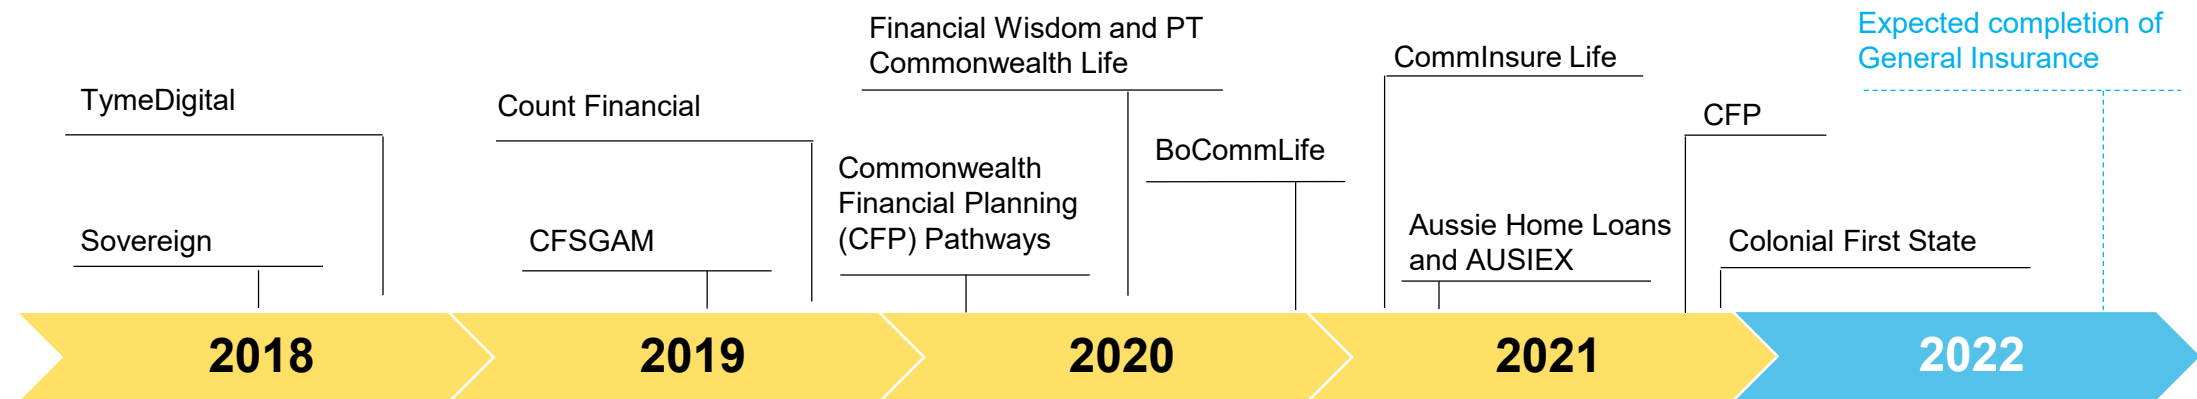 TymeDigital
Sovereign
Count Financial
CFSGAM
Financial Wisdom and PT
Commonwealth Life
Commonwealth
Financial Planning
(CFP) Pathways
BoCommLife
CommInsure Life
Aussie Home Loans
and AUSIEX
CFP
Colonial First State
Expected completion of
General Insurance
2018
2019
2020
2021
2022